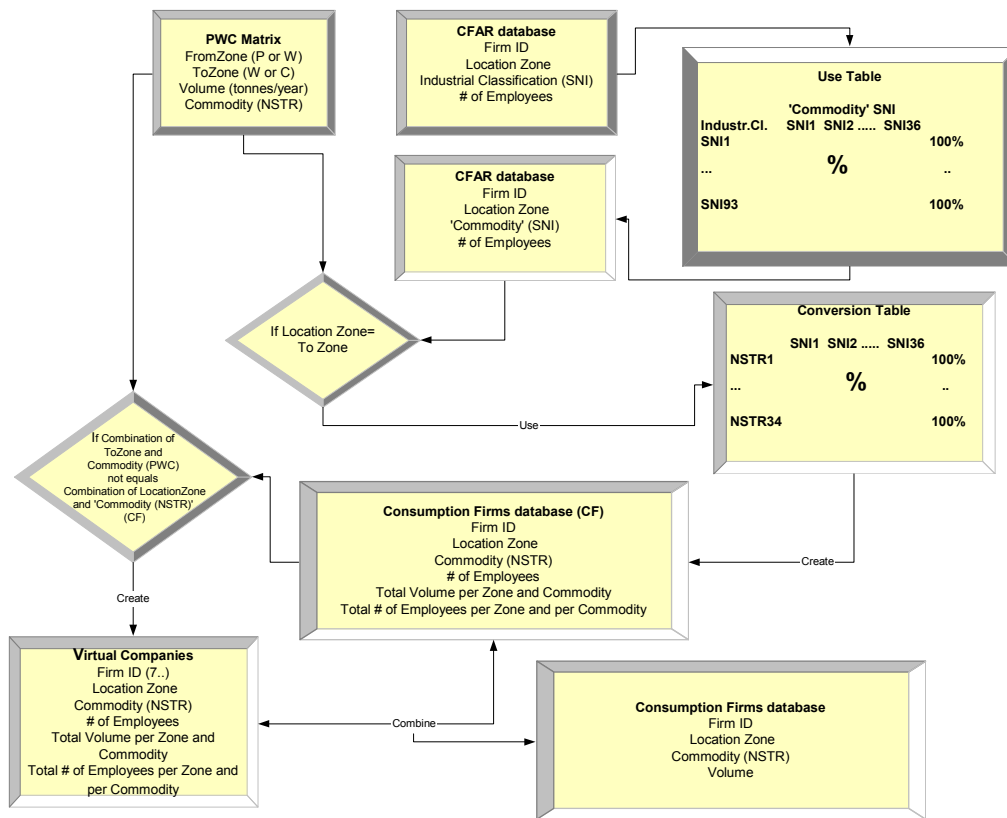 PWC Matrix
FromZone (P or W)
ToZone (W or C)
Volume (tonnes/year)
Commodity (NSTR)
CFAR database
Firm ID
Location Zone
Industrial Classification (SNI)
# of Employees
Use Table
'Commodity' SNI
Industr.Cl. SNI1 SNI2 ..... SNI36
SNI1 100%
... % ..
SNI93 100%
CFAR database
Firm ID
Location Zone
'Commodity' (SNI)
# of Employees
If Location Zone=
To Zone
Conversion Table
SNI1 SNI2 ..... SNI36
NSTR1 100%
... % ..
NSTR34 100%
Use
If Combination of
ToZone and
Commodity (PWC)
not equals
Combination of LocationZone
and 'Commodity (NSTR)'
(CF)
Consumption Firms database (CF)
Firm ID
Location Zone
Commodity (NSTR)
# of Employees
Total Volume per Zone and Commodity
Total # of Employees per Zone and per Commodity
Create
Create
Virtual Companies
Firm ID (7..)
Location Zone
Commodity (NSTR)
# of Employees
Total Volume per Zone and
Commodity
Total # of Employees per Zone and
per Commodity
Combine
Consumption Firms database
Firm ID
Location Zone
Commodity (NSTR)
Volume